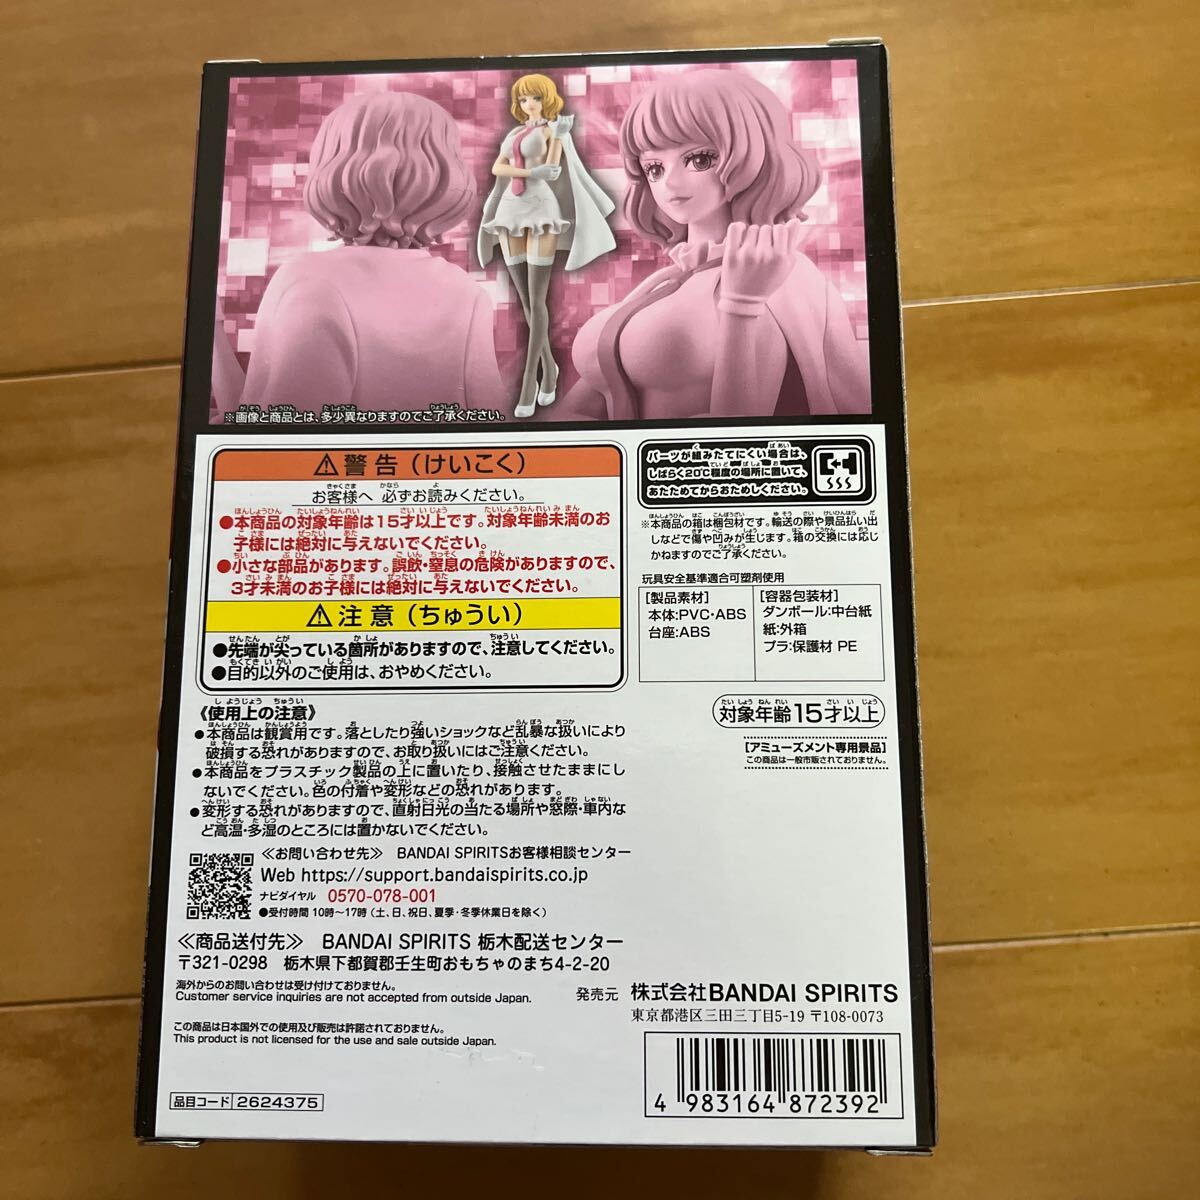 ※画像と商品とは、多少異なりますのでご了承ください。
⚠警告(けいこく)
お客様へ 必ずお読みください。
●本商品の対象年齢は15才以上です。対象年齢未満のお
子様には絶対に与えないでください。
●小さな部品があります。誤飲・窒息の危険がありますので、
3才未満のお子様には絶対に与えないでください。
⚠注意(ちゅうい)
●先端が尖っている箇所がありますので、注意してください。
●目的以外のご使用は、おやめください。
パーツが組みたてにくい場合は、
しばらく20℃程度の場所に置いて、
あたためてからおためしください。
※本商品の箱は梱包材です。輸送の際や景品払い出
しなどで傷や凹みが生じます。箱の交換には応じ
かねますのでご了承ください。
玩具安全基準適合可塑剤使用
[製品素材]
本体:PVC・ABS
台座:ABS
[容器包装材]
ダンボール:中台紙
紙:外箱
プラ:保護材 PE
対象年齢15才以上
[アミューズメント専用景品]
この商品は一般市販されておりません。
《使用上の注意》
●本商品は観賞用です。落としたり強いショックなど乱暴な扱いにより
破損する恐れがありますので、お取り扱いにはご注意ください。
●本商品をプラスチック製品の上に置いたり、接触させたままにし
ないでください。色の付着や変形などの恐れがあります。
●変形する恐れがありますので、直射日光の当たる場所や窓際・車内な
ど高温・多湿のところには置かないでください。
≪お問い合わせ先≫ BANDAI SPIRITSお客様相談センター
Web https://support.bandaispirits.co.jp
ナビダイヤル 0570-078-001
●受付時間 10時～17時(土、日、祝日、夏季・冬季休業日を除く)
≪商品送付先≫ BANDAI SPIRITS 栃木配送センター
〒321-0298 栃木県下都賀郡壬生町おもちゃのまち4-2-20
海外からのお問い合わせは受け付けておりません。
Customer service inquiries are not accepted from outside Japan.
発売元 株式会社BANDAI SPIRITS
東京都港区三田三丁目5-19 〒108-0073
この商品は日本国外での使用及び販売は許諾されておりません。
This product is not licensed for the use and sale outside Japan.
品目コード 2624375
4 983164 872392